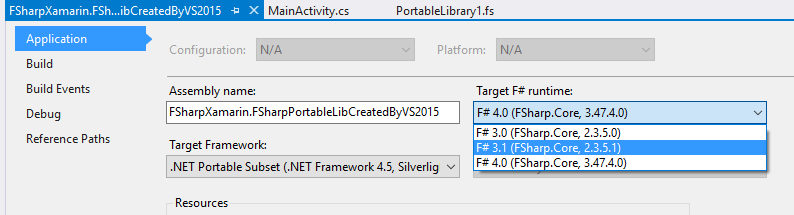 FSharpXamarin.FSh...ibCreatedByVS2015 MainActivity.cs PortableLibrary1.fs
Application
Configuration: N/A Platform: N/A
Build
Build Events
Assembly name: Target F# runtime:
Debug
FSharpXamarin.FSharpPortableLibCreatedByVS2015 F# 4.0 (FSharp.Core, 3.47.4.0)
Reference Paths
F# 3.0 (FSharp.Core, 2.3.5.0)
Target Framework:
F# 3.1 (FSharp.Core, 2.3.5.1)
.NET Portable Subset (.NET Framework 4.5, Silverlig
F# 4.0 (FSharp.Core, 3.47.4.0)
Resources